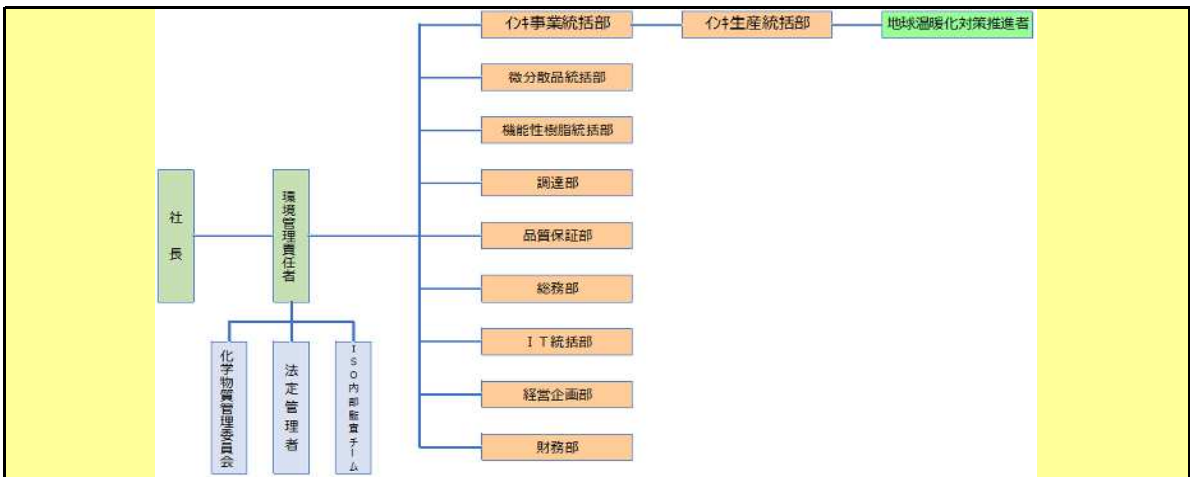 インキ事業統括部
インキ生産統括部
地球温暖化対策推進者
微分散品統括部
機能性樹脂統括部
調達部
社長
環境管理責任者
品質保証部
総務部
ＩＴ統括部
経営企画部
財務部
化学物質管理委員会
法定管理者
ISO内部監査チーム